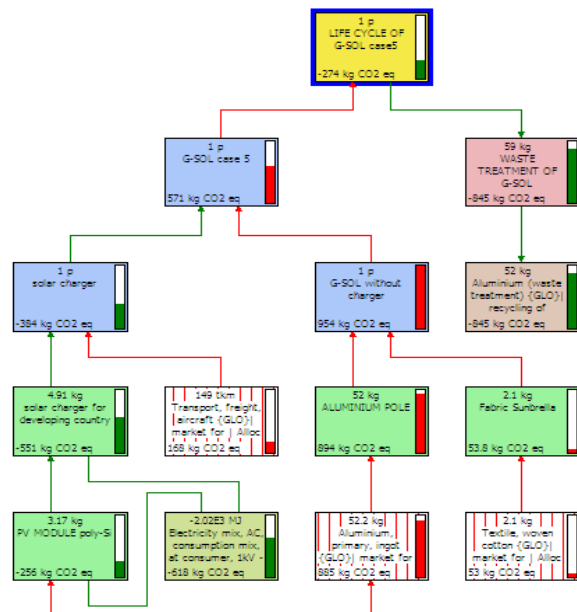 1 p
LIFE CYCLE OF
G-SOL case5
-274 kg CO2 eq
1 p
G-SOL case 5
571 kg CO2 eq
59 kg
WASTE
TREATMENT OF
G-SOL
-845 kg CO2 eq
1 p
solar charger
-384 kg CO2 eq
1 p
G-SOL without
charger
954 kg CO2 eq
52 kg
Aluminium (waste
treatment) {GLO}|
recycling of
-845 kg CO2 eq
4.91 kg
solar charger for
developing country
-551 kg CO2 eq
149 tkm
Transport, freight,
aircraft {GLO}|
market for | Alloc
168 kg CO2 eq
52 kg
ALUMINIUM POLE
894 kg CO2 eq
2.1 kg
Fabric Sunbrella
53.8 kg CO2 eq
3.17 kg
PV MODULE poly-Si
-256 kg CO2 eq
-2.02E3 MJ
Electricity mix, AC,
consumption mix,
at consumer, 1kV -
-618 kg CO2 eq
52.2 kg
Aluminium,
primary, ingot
{GLO}| market for
885 kg CO2 eq
2.1 kg
Textile, woven
cotton {GLO}|
market for | Alloc
53 kg CO2 eq